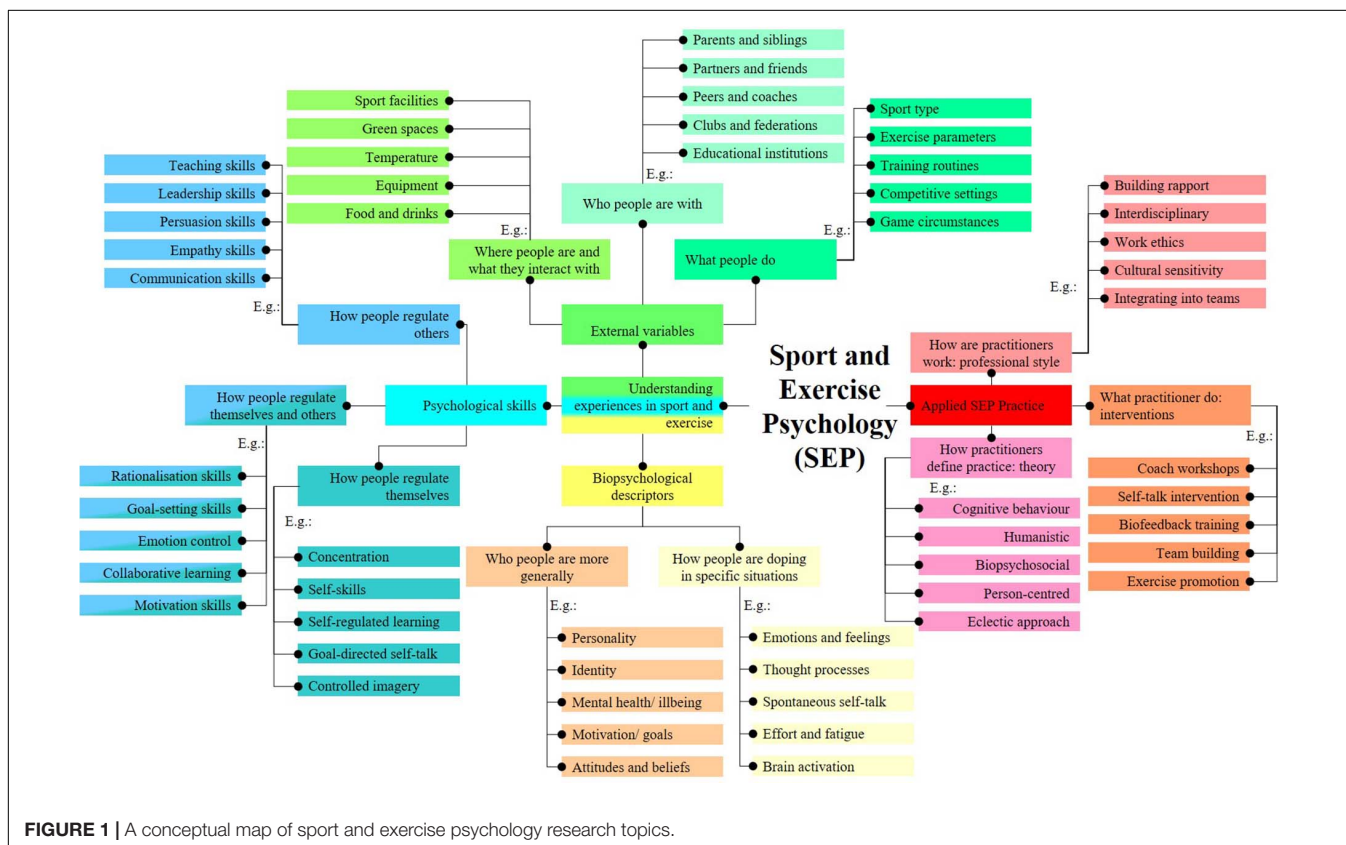 Parents and siblings
Partners and friends
Peers and coaches
Clubs and federations
Educational institutions
E.g.:
Who people are with
Sport facilities
Green spaces
Temperature
Equipment
Food and drinks
E.g.:
Where people are and
what they interact with
Sport type
Exercise parameters
Training routines
Competitive settings
Game circumstances
E.g.:
What people do
External variables
Teaching skills
Leadership skills
Persuasion skills
Empathy skills
Communication skills
E.g.:
How people regulate
others
Building rapport
Interdisciplinary
Work ethics
Cultural sensitivity
Integrating into teams
E.g.:
How are practitioners
work: professional style
How people regulate
themselves and others
E.g.:
Rationalisation skills
Goal-setting skills
Emotion control
Collaborative learning
Motivation skills
Psychological skills
How people regulate
themselves
E.g.:
Concentration
Self-skills
Self-regulated learning
Goal-directed self-talk
Controlled imagery
Understanding
experiences in sport and
exercise
Sport and
Exercise
Psychology
(SEP)
Applied SEP Practice
What practitioner do:
interventions
E.g.:
Coach workshops
Self-talk intervention
Biofeedback training
Team building
Exercise promotion
How practitioners
define practice: theory
E.g.:
Cognitive behaviour
Humanistic
Biopsychosocial
Person-centred
Eclectic approach
Biopsychological
descriptors
Who people are more
generally
E.g.:
Personality
Identity
Mental health/ illbeing
Motivation/ goals
Attitudes and beliefs
How people are doping
in specific situations
E.g.:
Emotions and feelings
Thought processes
Spontaneous self-talk
Effort and fatigue
Brain activation
FIGURE 1 | A conceptual map of sport and exercise psychology research topics.